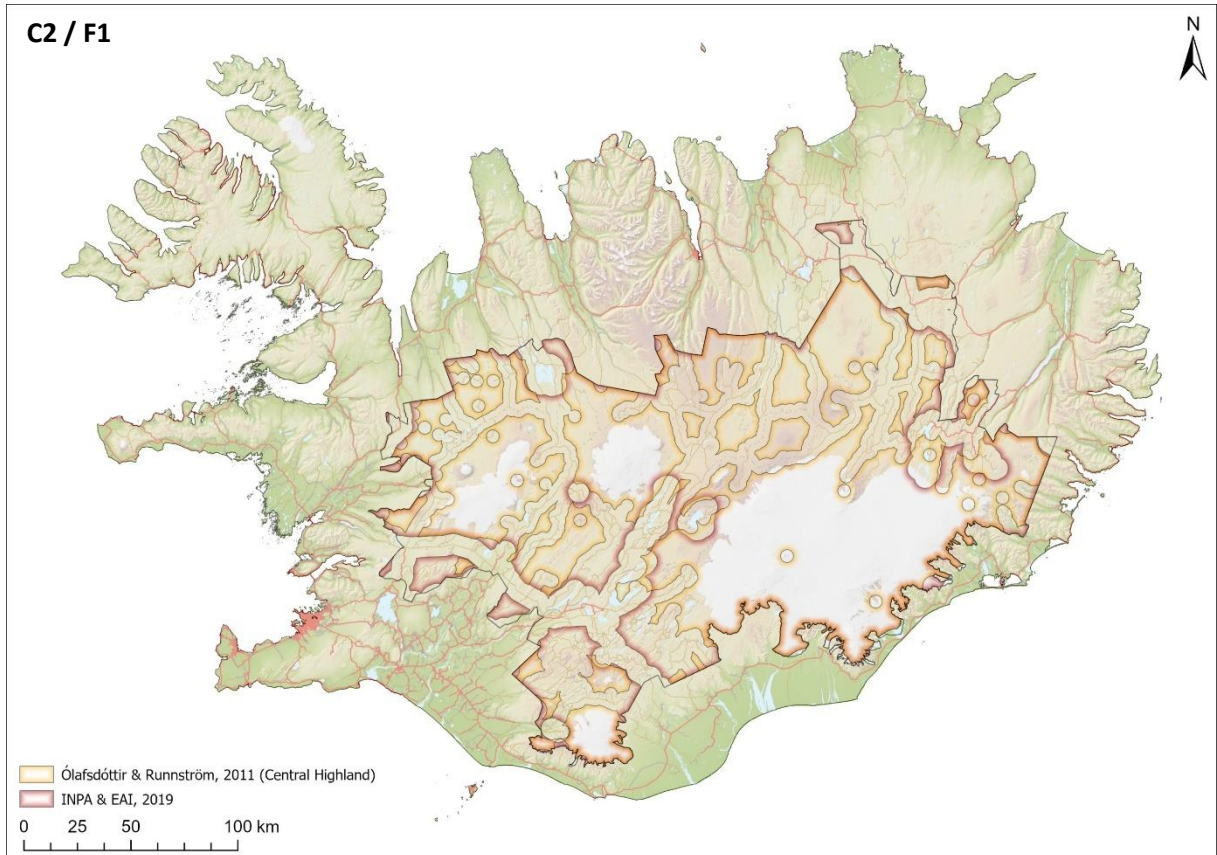 C2 / F1
N
Ólafsdóttir & Runnström, 2011 (Central Highland)
INPA & EAI, 2019
0 25 50 100 km